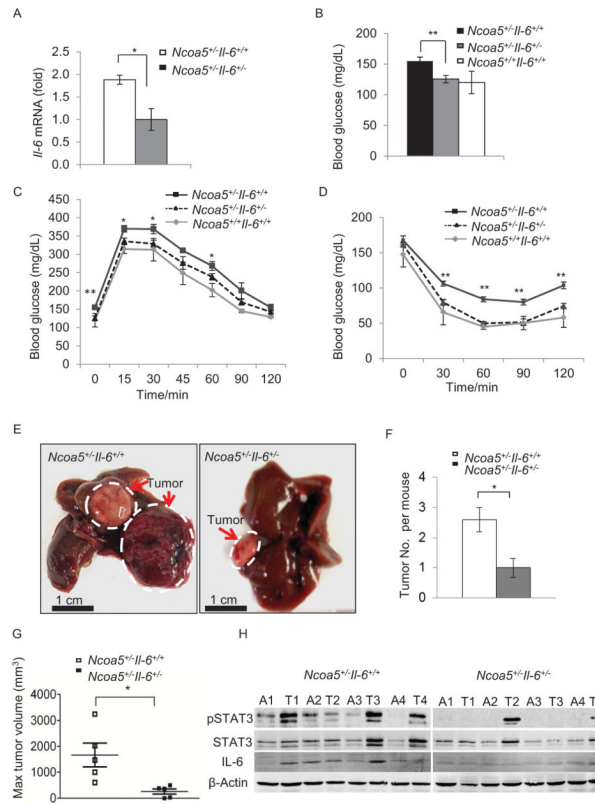 A
Ncoa5+/-Il-6+/+
Ncoa5+/-Il-6+/-
Il-6 mRNA (fold)
2.5
2.0
1.5
1.0
0.5
0.0
*
B
Ncoa5+/-Il-6+/+
Ncoa5+/-Il-6+/-
Ncoa5+/+Il-6+/+
Blood glucose (mg/dL)
200
150
100
50
0
**
C
Ncoa5+/-Il-6+/+
Ncoa5+/-Il-6+/-
Ncoa5+/+Il-6+/+
Blood glucose (mg/dL)
450
400
350
300
250
200
150
100
50
0
** * * *
0 15 30 45 60 90 120
Time/min
D
Ncoa5+/-Il-6+/+
Ncoa5+/-Il-6+/-
Ncoa5+/+Il-6+/+
Blood glucose (mg/dL)
200
150
100
50
0
** ** ** **
0 30 60 90 120
Time/min
E
Ncoa5+/-Il-6+/+
Tumor
1 cm
Ncoa5+/-Il-6+/-
Tumor
1 cm
F
Ncoa5+/-Il-6+/+
Ncoa5+/-Il-6+/-
Tumor No. per mouse
4
3
2
1
0
*
G
Ncoa5+/-Il-6+/+
Ncoa5+/-Il-6+/-
Max tumor volume (mm3)
4000
3000
2000
1000
0
*
H
Ncoa5+/-Il-6+/+ Ncoa5+/-Il-6+/-
A1 T1 A2 T2 A3 T3 A4 T4 A1 T1 A2 T2 A3 T3 A4
pSTAT3
STAT3
IL-6
β-Actin